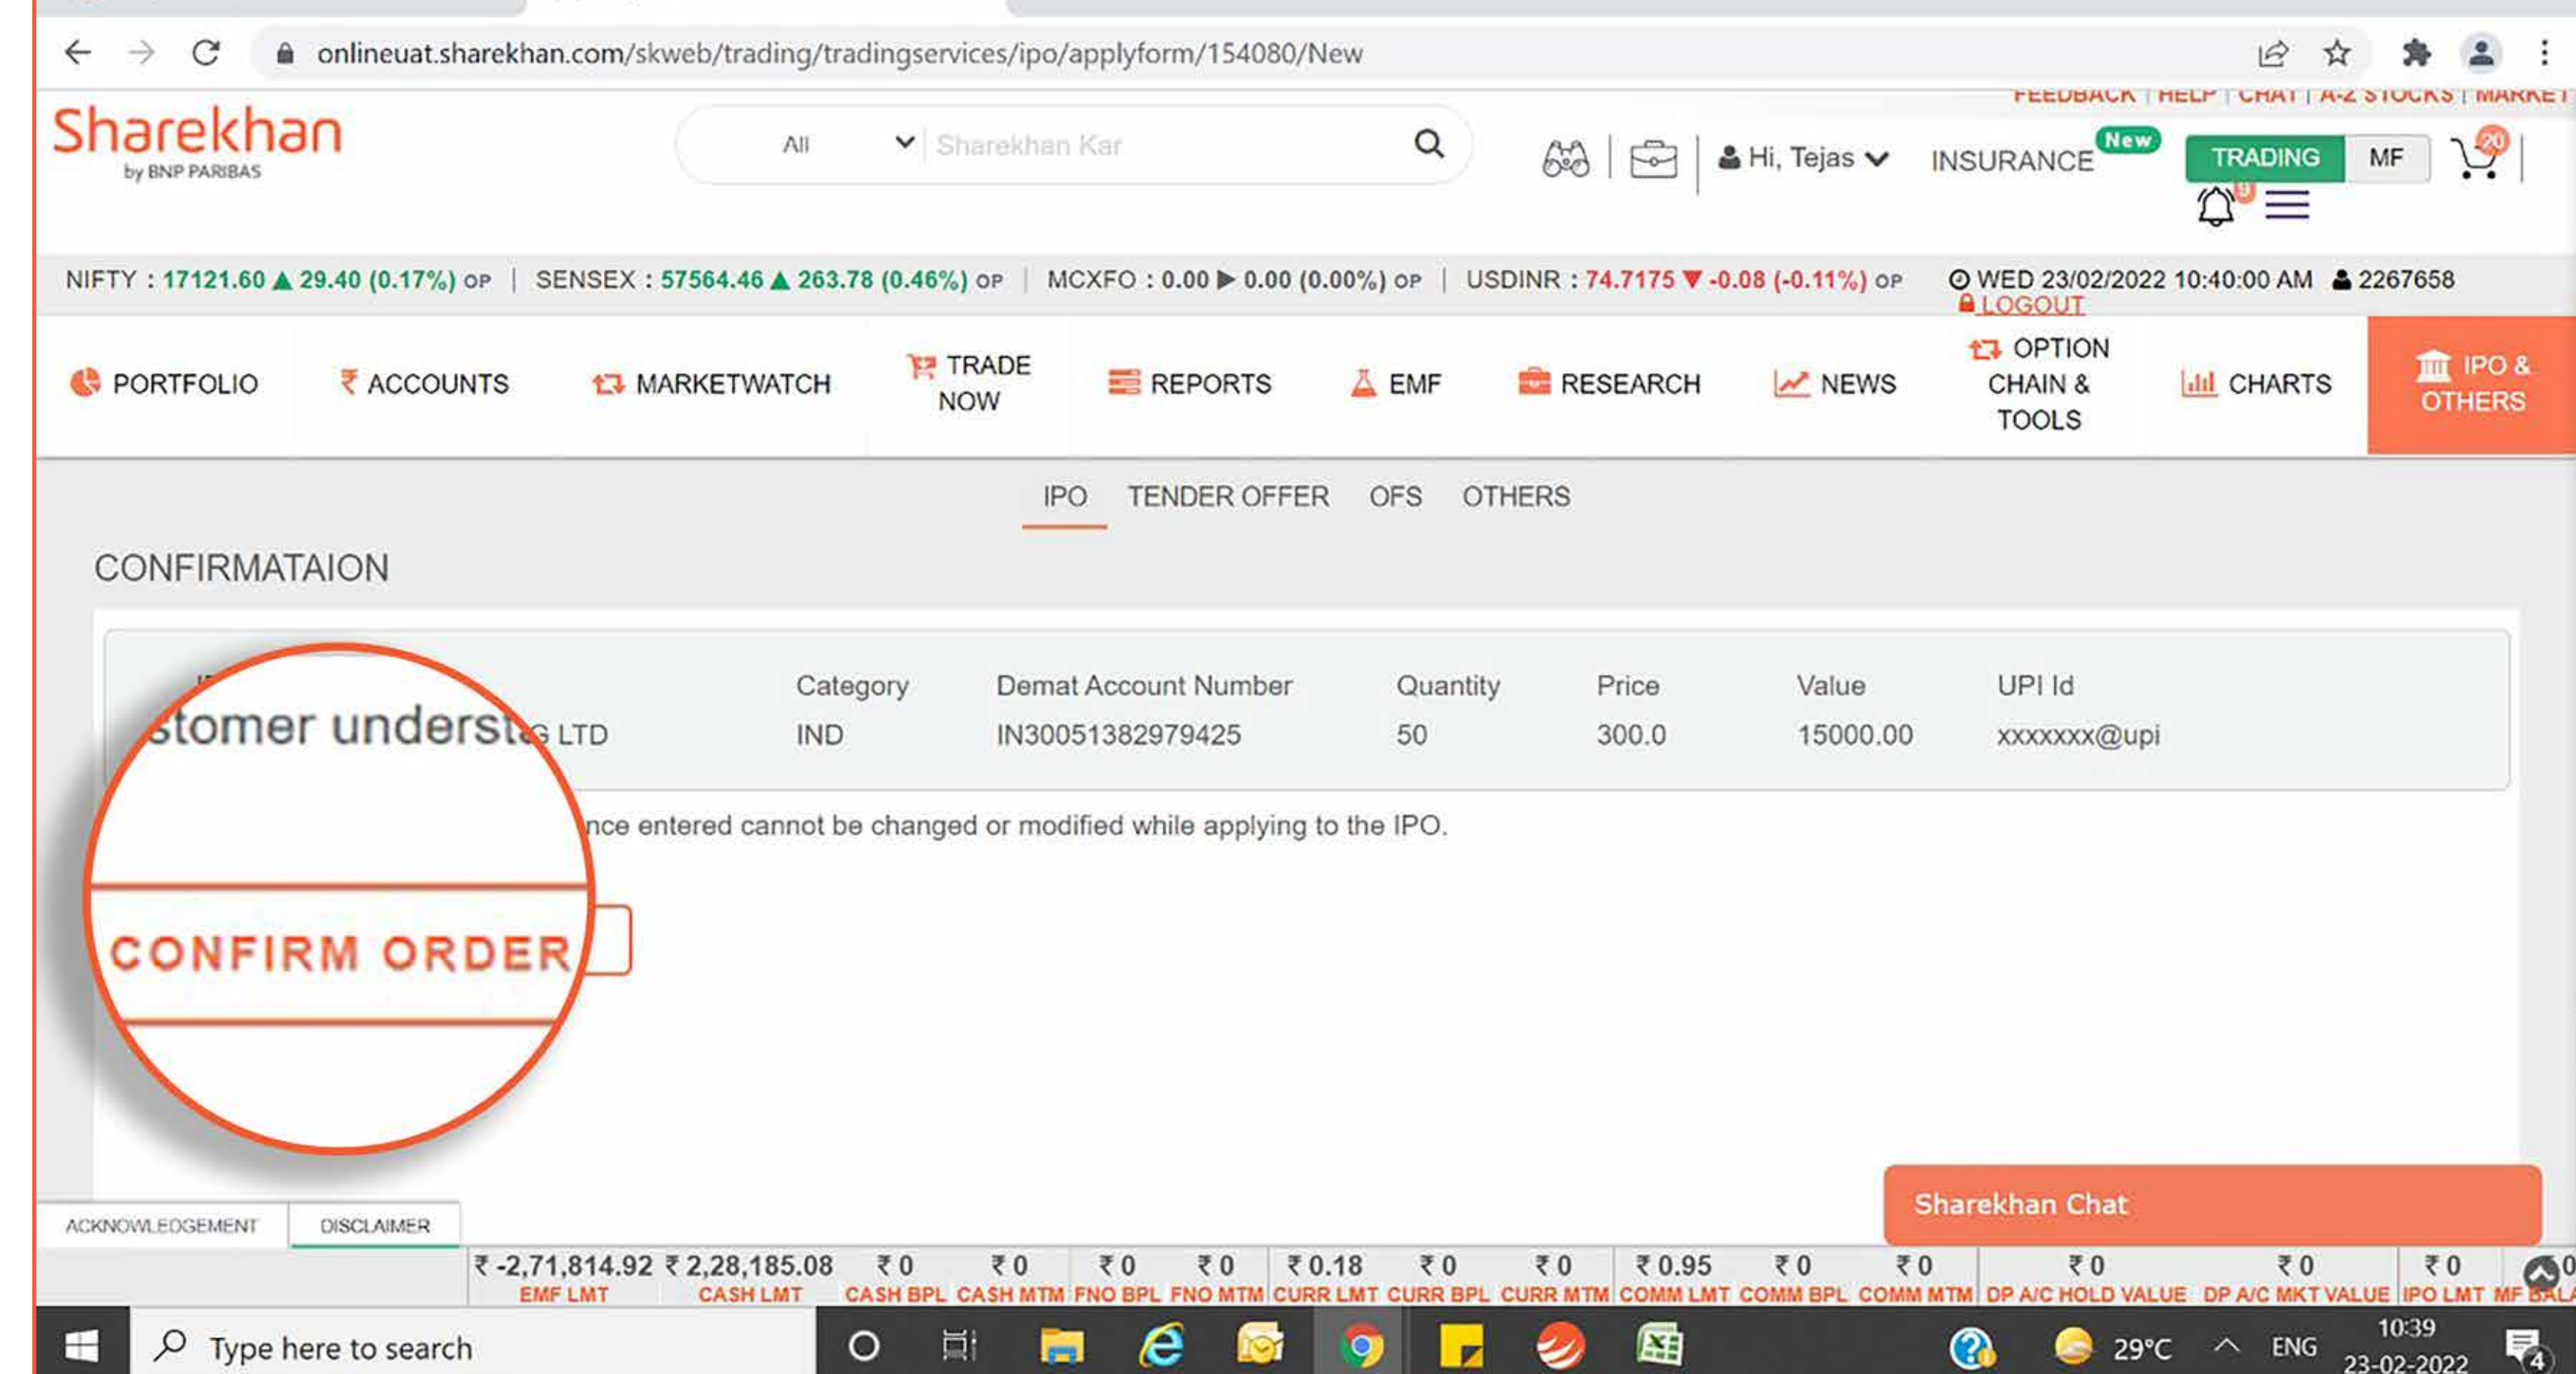 onlineuat.sharekhan.com/skweb/trading/tradingservices/ipo/applyform/154080/New
FEEDBACK | HELP | CHAT | A-Z STOCKS | MARKET
Sharekhan
by BNP PARIBAS
All
Sharekhan Kar
Hi, Tejas
INSURANCE New
TRADING MF
20
9
NIFTY : 17121.60 ▲ 29.40 (0.17%) OP | SENSEX : 57564.46 ▲ 263.78 (0.46%) OP | MCXFO : 0.00 ▶ 0.00 (0.00%) OP | USDINR : 74.7175 ▼ -0.08 (-0.11%) OP WED 23/02/2022 10:40:00 AM 2267658
LOGOUT
PORTFOLIO
₹ ACCOUNTS
MARKETWATCH
TRADE
NOW
REPORTS
EMF
RESEARCH
NEWS
OPTION
CHAIN &
TOOLS
CHARTS
IPO &
OTHERS
IPO TENDER OFFER OFS OTHERS
CONFIRMATAION
Category Demat Account Number Quantity Price Value UPI Id
LTD IND IN30051382979425 50 300.0 15000.00 xxxxxxx@upi
stomer underst
nce entered cannot be changed or modified while applying to the IPO.
CONFIRM ORDER
Sharekhan Chat
ACKNOWLEDGEMENT DISCLAIMER
₹ -2,71,814.92 ₹ 2,28,185.08 ₹ 0 ₹ 0 ₹ 0 ₹ 0 ₹ 0.18 ₹ 0 ₹ 0 ₹ 0.95 ₹ 0 ₹ 0 ₹ 0 ₹ 0 ₹ 0
EMF LMT CASH LMT CASH BPL CASH MTM FNO BPL FNO MTM CURR LMT CURR BPL CURR MTM COMM LMT COMM BPL COMM MTM DP A/C HOLD VALUE DP A/C MKT VALUE IPO LMT MF BALA
Type here to search
29°C
ENG
10:39
23-02-2022
4